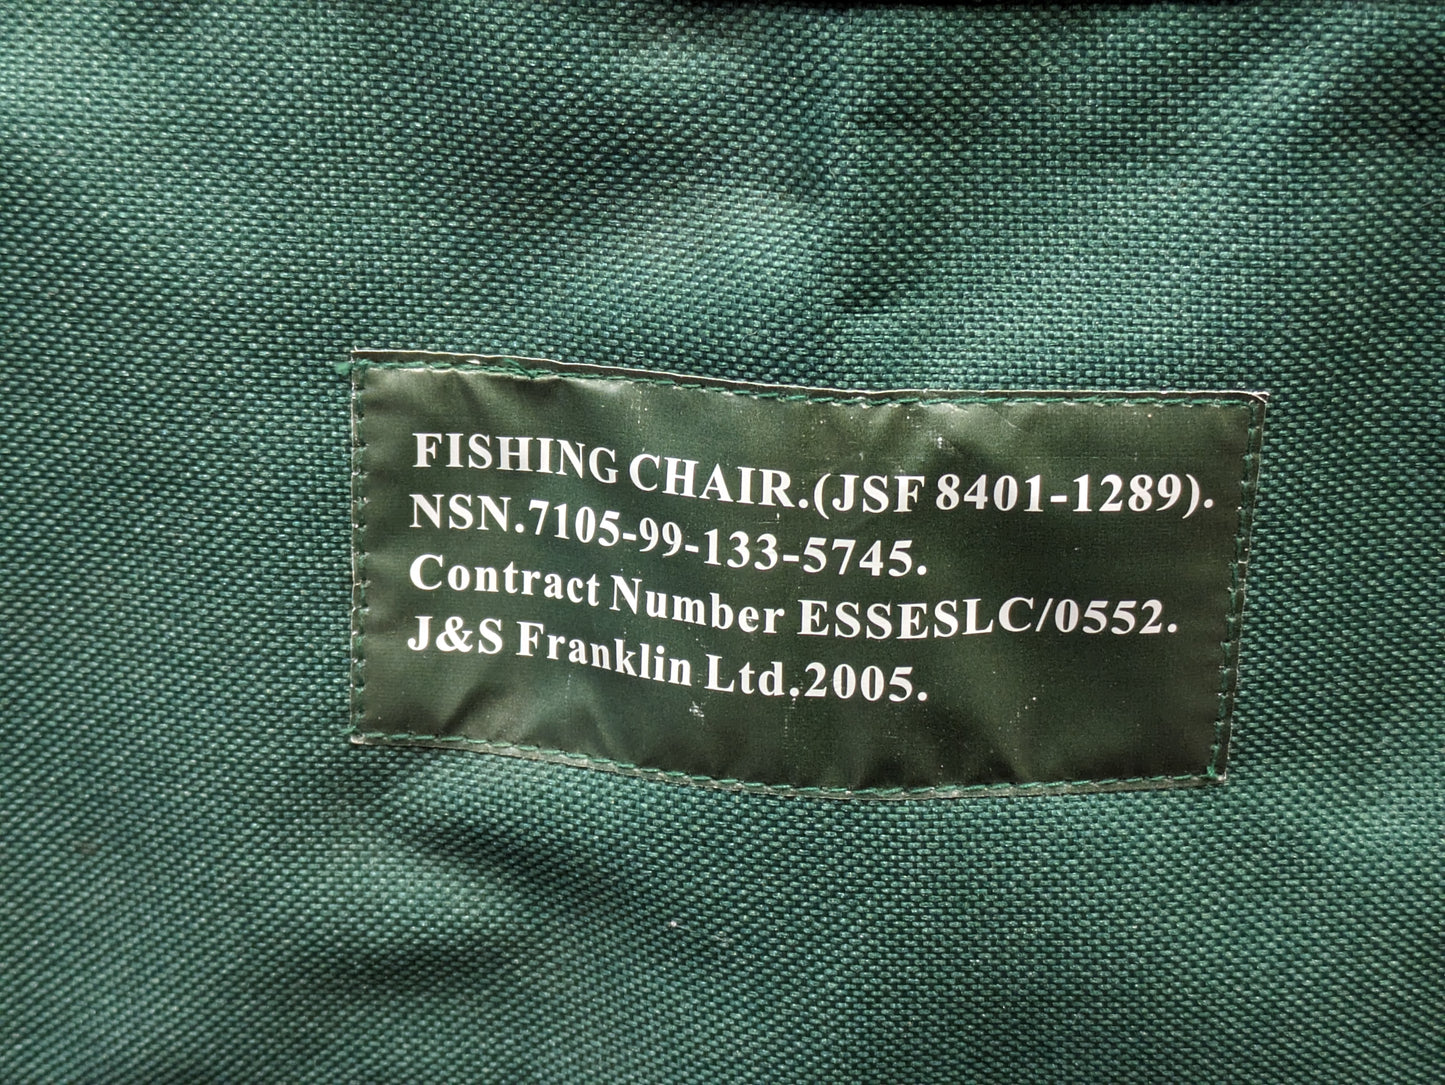 FISHING CHAIR.(JSF 8401-1289).
NSN.7105-99-133-5745.
Contract Number ESSESLC/0552.
J&S Franklin Ltd.2005.